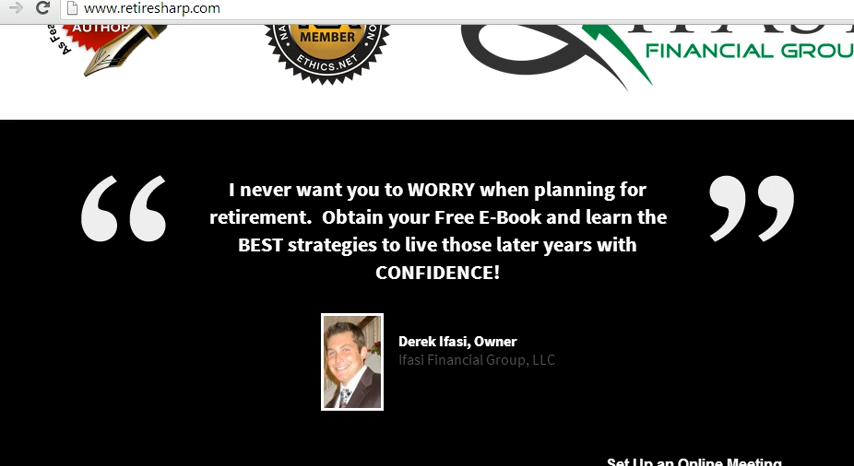 www.retiresharp.com
AUTHOR
MEMBER
ETHICS.NET
FINANCIAL GROU
I never want you to WORRY when planning for
retirement.  Obtain your Free E-Book and learn the
BEST strategies to live those later years with
CONFIDENCE!
Derek Ifasi, Owner
Ifasi Financial Group, LLC
Set Up an Online Meeting